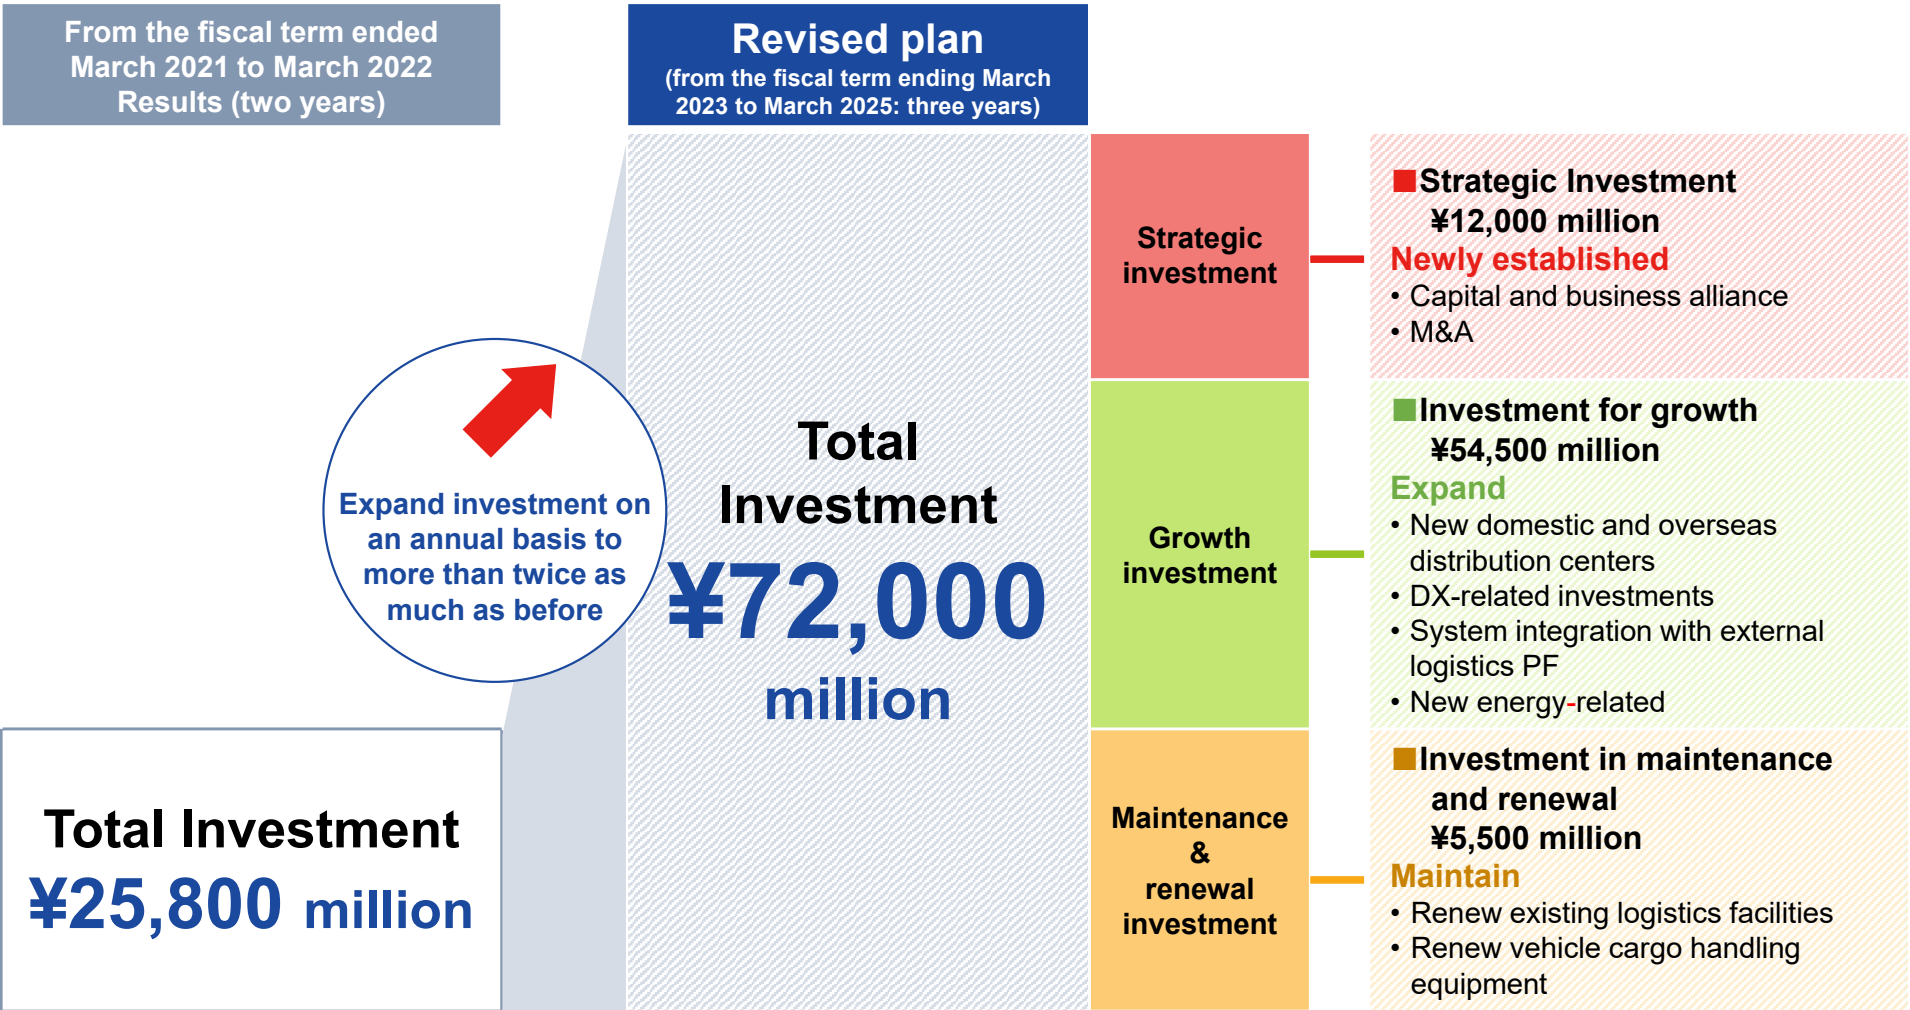 From the fiscal term ended
March 2021 to March 2022
Results (two years)
Revised plan
(from the fiscal term ending March
2023 to March 2025: three years)
Expand investment on
an annual basis to
more than twice as
much as before
Total Investment
¥25,800 million
Total
Investment
¥72,000
million
Strategic
investment
■Strategic Investment
¥12,000 million
Newly established
• Capital and business alliance
• M&A
Growth
investment
■Investment for growth
¥54,500 million
Expand
• New domestic and overseas
distribution centers
• DX-related investments
• System integration with external
logistics PF
• New energy-related
Maintenance
&
renewal
investment
■Investment in maintenance
and renewal
¥5,500 million
Maintain
• Renew existing logistics facilities
• Renew vehicle cargo handling
equipment